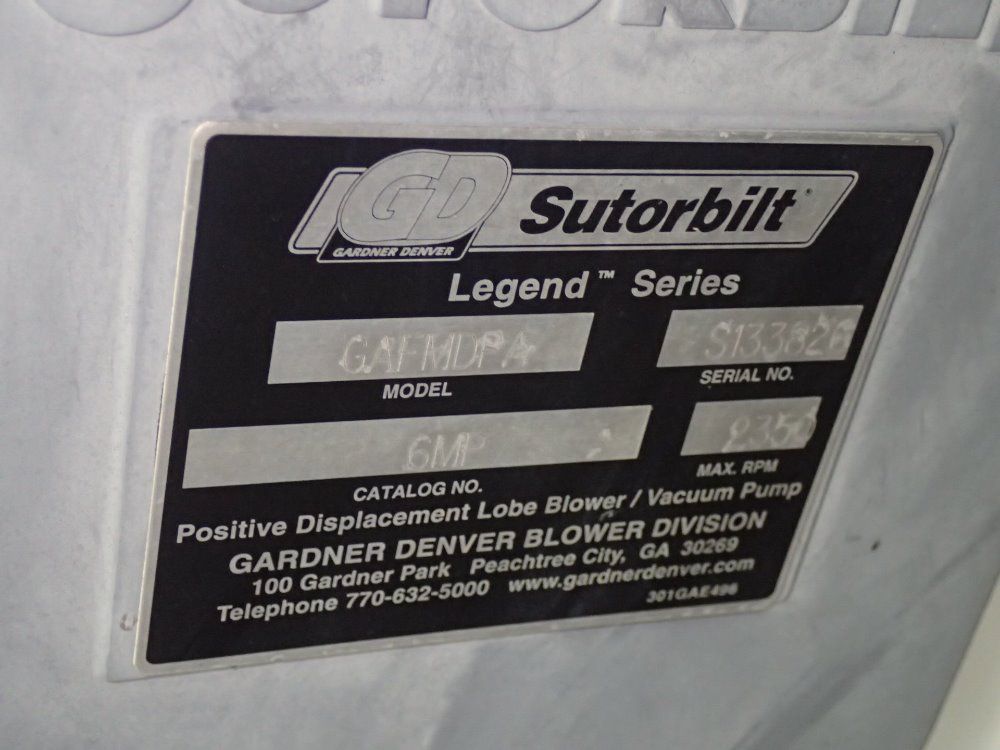 GD Sutorbilt®
GARDNER DENVER
Legend™ Series
GAFMDPA S133826
MODEL SERIAL NO.
6MP 2350
CATALOG NO. MAX. RPM
Positive Displacement Lobe Blower / Vacuum Pump
GARDNER DENVER BLOWER DIVISION
100 Gardner Park Peachtree City, GA 30269
Telephone 770-632-5000 www.gardnerdenver.com
301GAE496